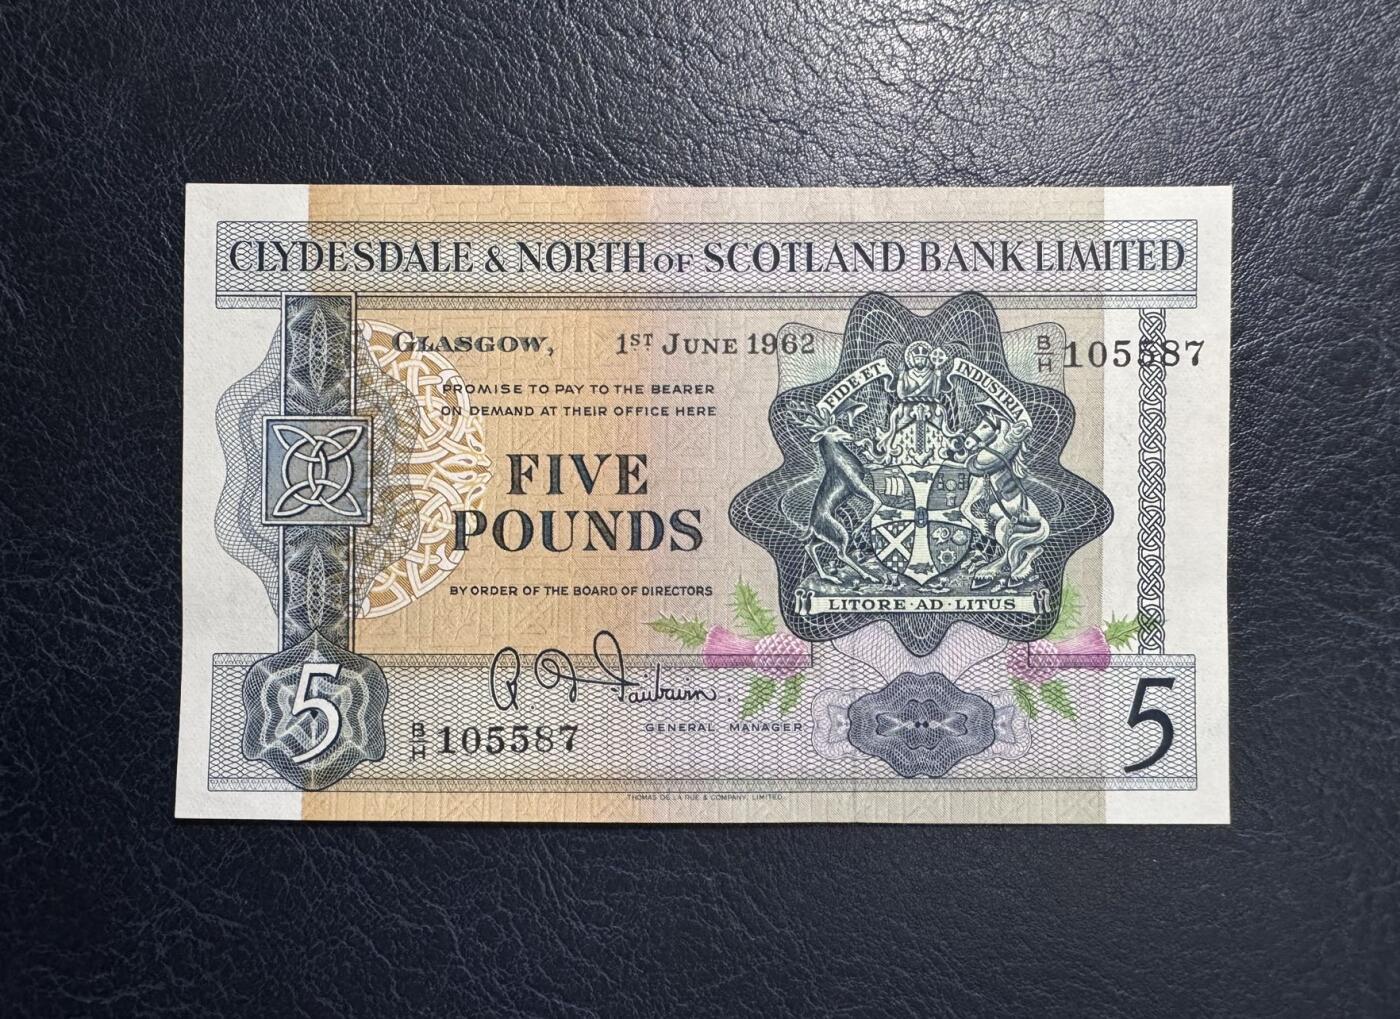 CLYDESDALE & NORTH OF SCOTLAND BANK LIMITED
GLASGOW, 1ST JUNE 1962
B/H 105587
PROMISE TO PAY TO THE BEARER
ON DEMAND AT THEIR OFFICE HERE
FIDE ET INDUSTRIA
FIVE
POUNDS
BY ORDER OF THE BOARD OF DIRECTORS
LITORE·AD·LITUS
R. D. Fairbairn.
GENERAL MANAGER
5
B/H 105587
5
THOMAS DE LA RUE & COMPANY, LIMITED.